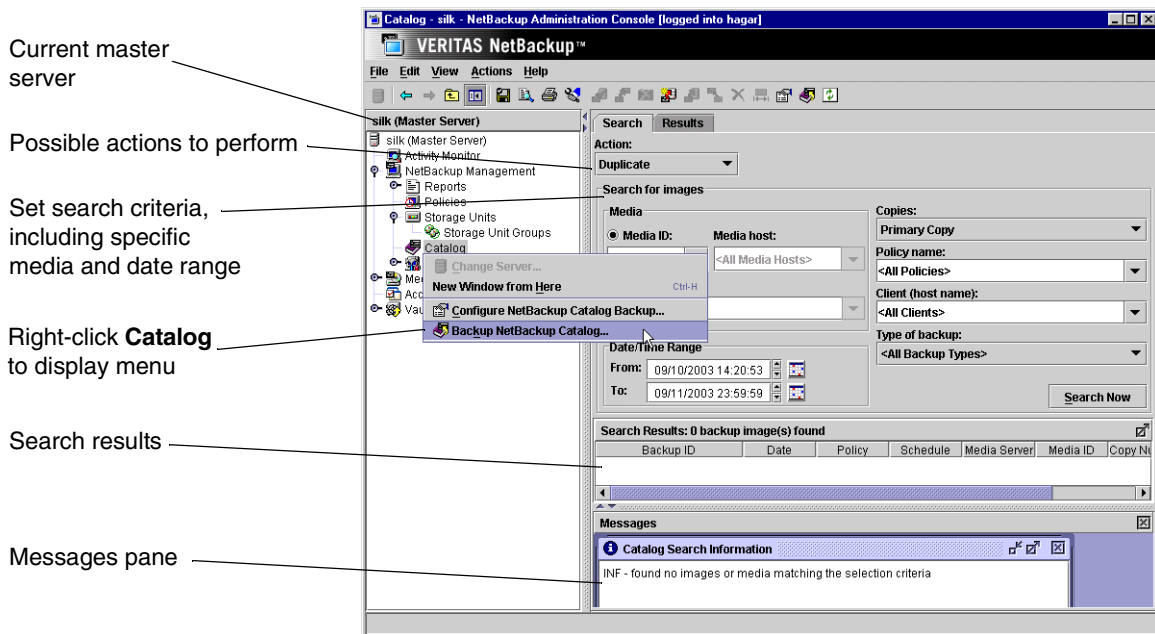 Catalog - silk - NetBackup Administration Console [logged into hagar]
VERITAS NetBackup™
File Edit View Actions Help
Current master
server
Possible actions to perform
Set search criteria,
including specific
media and date range
Right-click Catalog
to display menu
Search results
Messages pane
silk (Master Server)
silk (Master Server)
Activity Monitor
NetBackup Management
Reports
Policies
Storage Units
Storage Unit Groups
Catalog
Change Server...
New Window from Here Ctrl-H
Configure NetBackup Catalog Backup...
Backup NetBackup Catalog...
Search Results
Action:
Duplicate
Search for images
Media
Media ID: Media host:
<All Media Hosts>
Copies:
Primary Copy
Policy name:
<All Policies>
Client (host name):
<All Clients>
Type of backup:
<All Backup Types>
Date/Time Range
From: 09/10/2003 14:20:53
To: 09/11/2003 23:59:59
Search Now
Search Results: 0 backup image(s) found
Backup ID Date Policy Schedule Media Server Media ID Copy
Messages
Catalog Search Information
INF - found no images or media matching the selection criteria